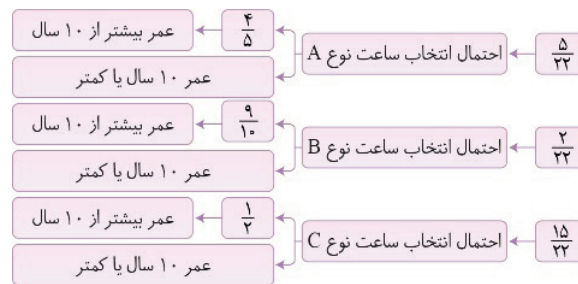 ۵/۲۲ احتمال انتخاب ساعت نوع A ۴/۵ عمر بیشتر از ۱۰ سال
عمر ۱۰ سال یا کمتر
۲/۲۲ احتمال انتخاب ساعت نوع B ۹/۱۰ عمر بیشتر از ۱۰ سال
عمر ۱۰ سال یا کمتر
۱۵/۲۲ احتمال انتخاب ساعت نوع C ۱/۲ عمر بیشتر از ۱۰ سال
عمر ۱۰ سال یا کمتر